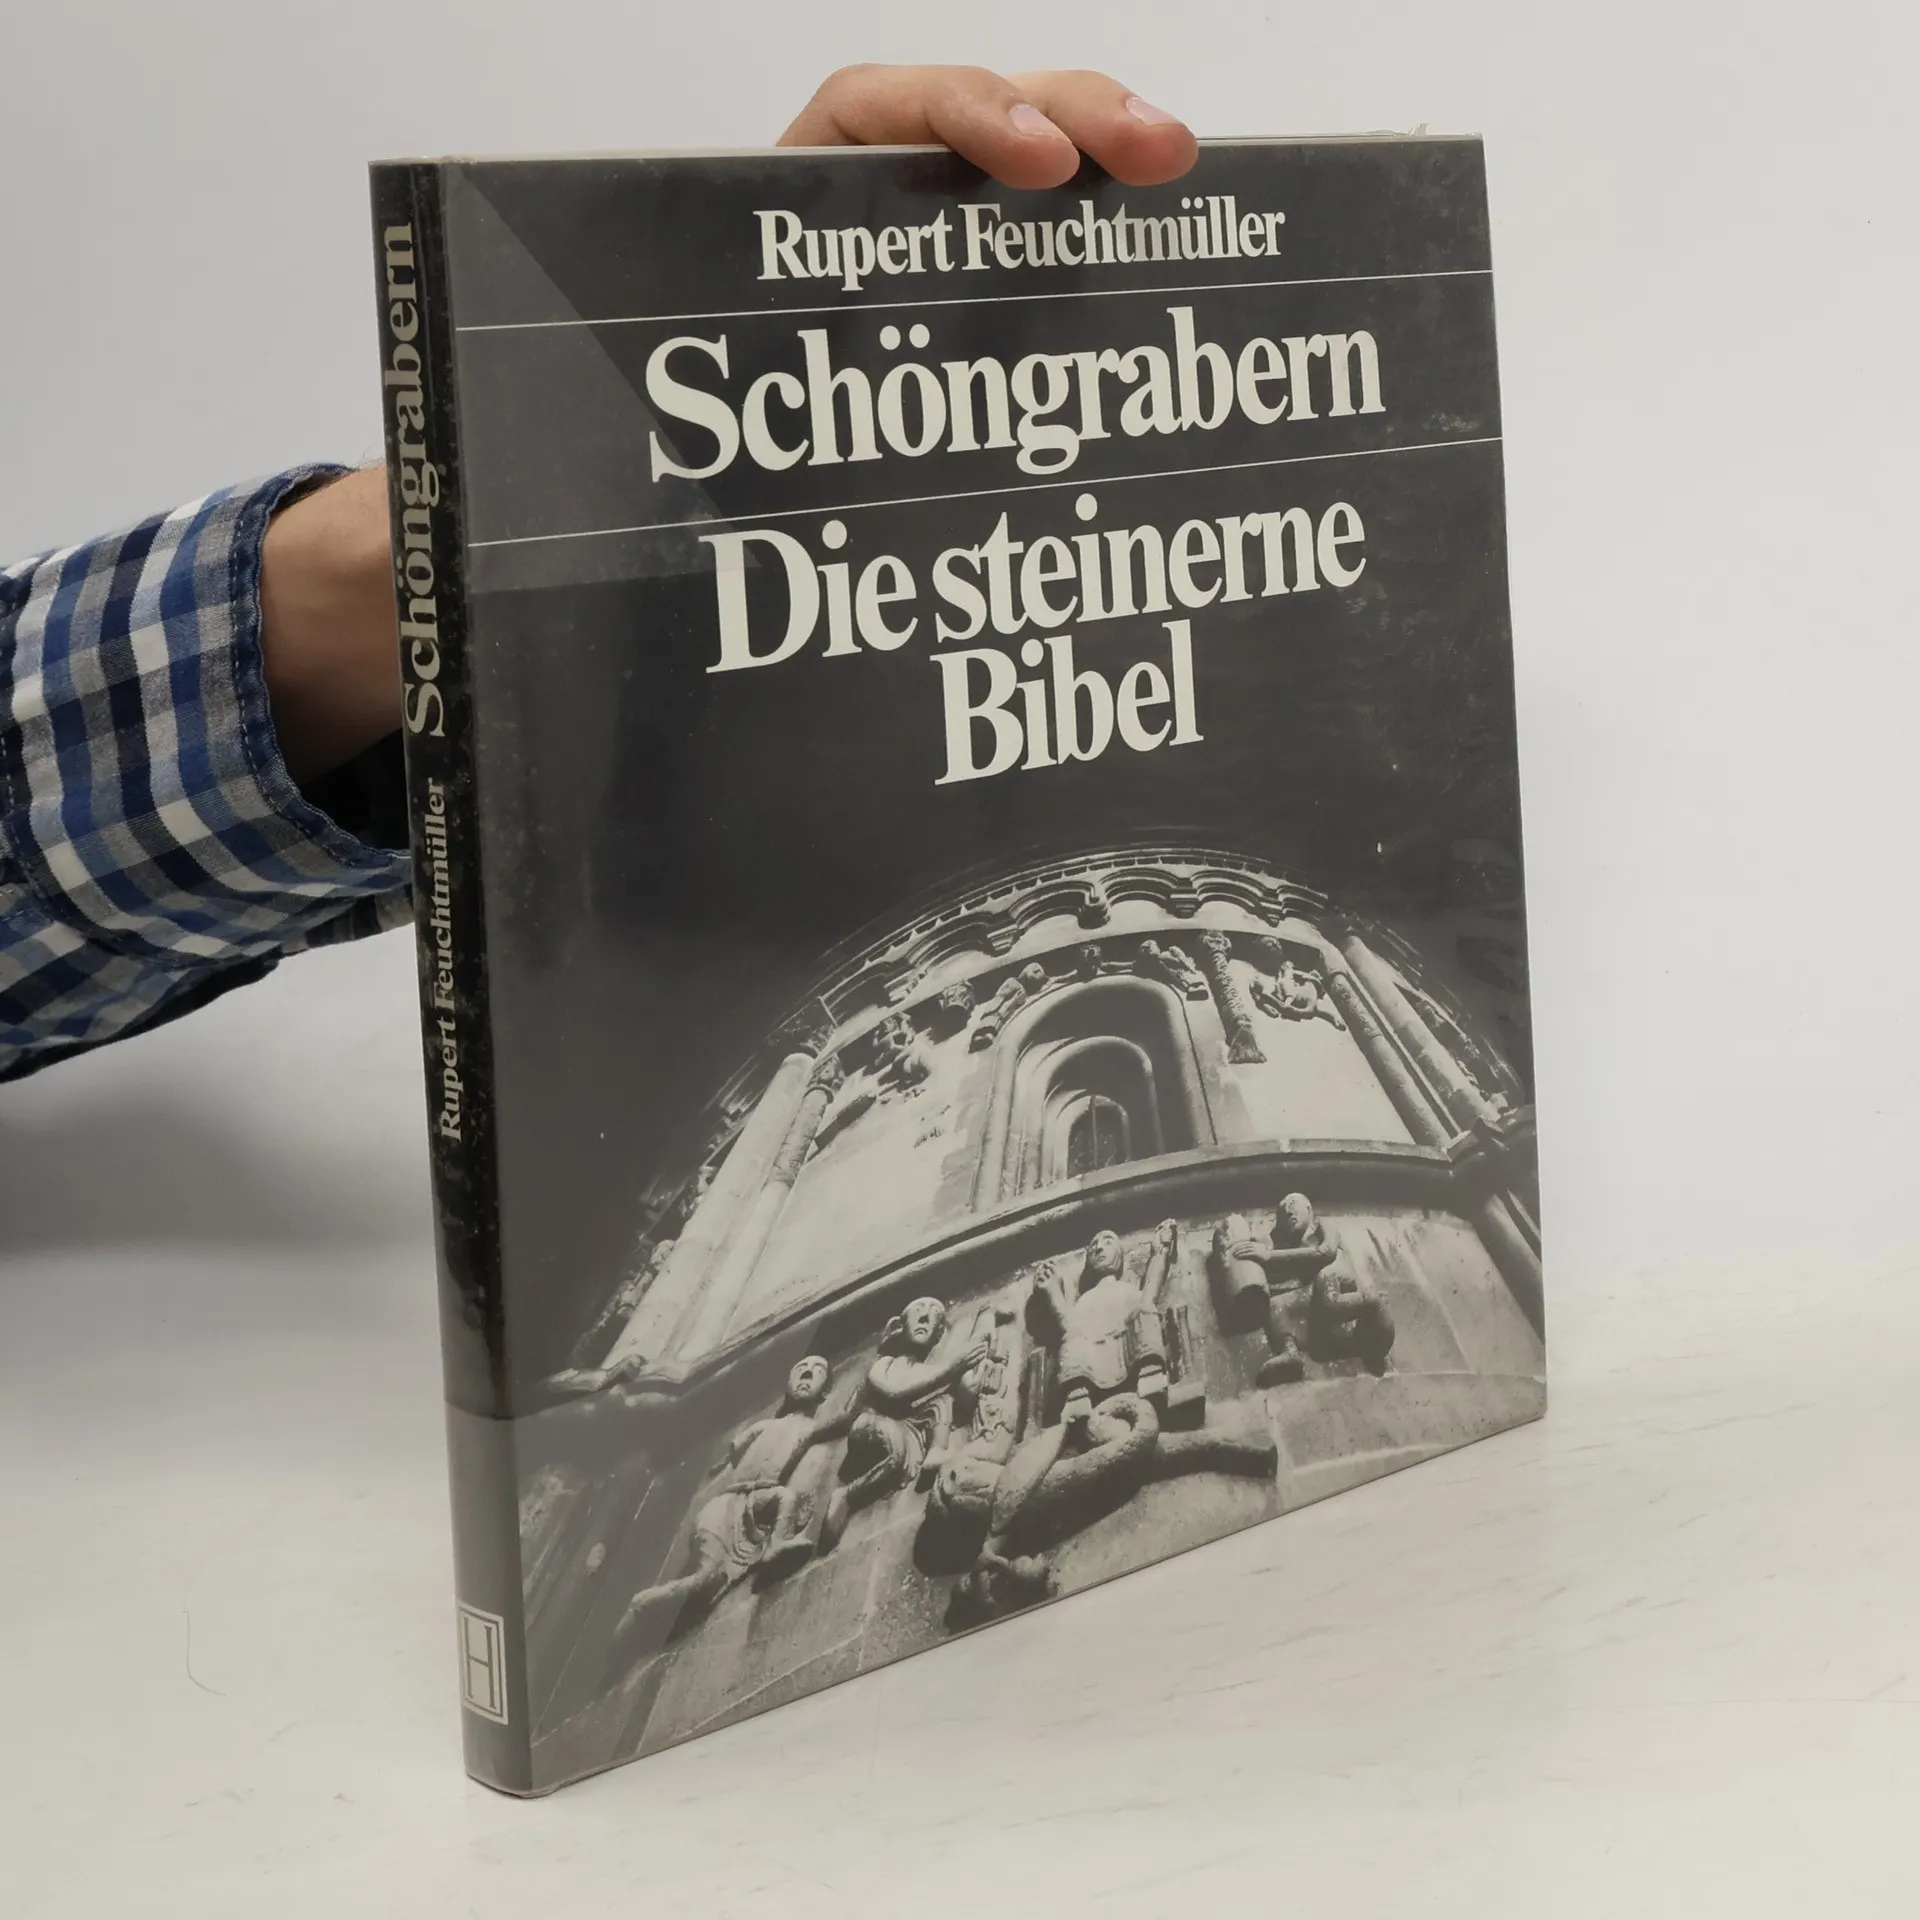 Rupert Feuchtmüller
Schöngrabern
Die steinerne
Bibel
Rupert Feuchtmüller Schöngrabern
H